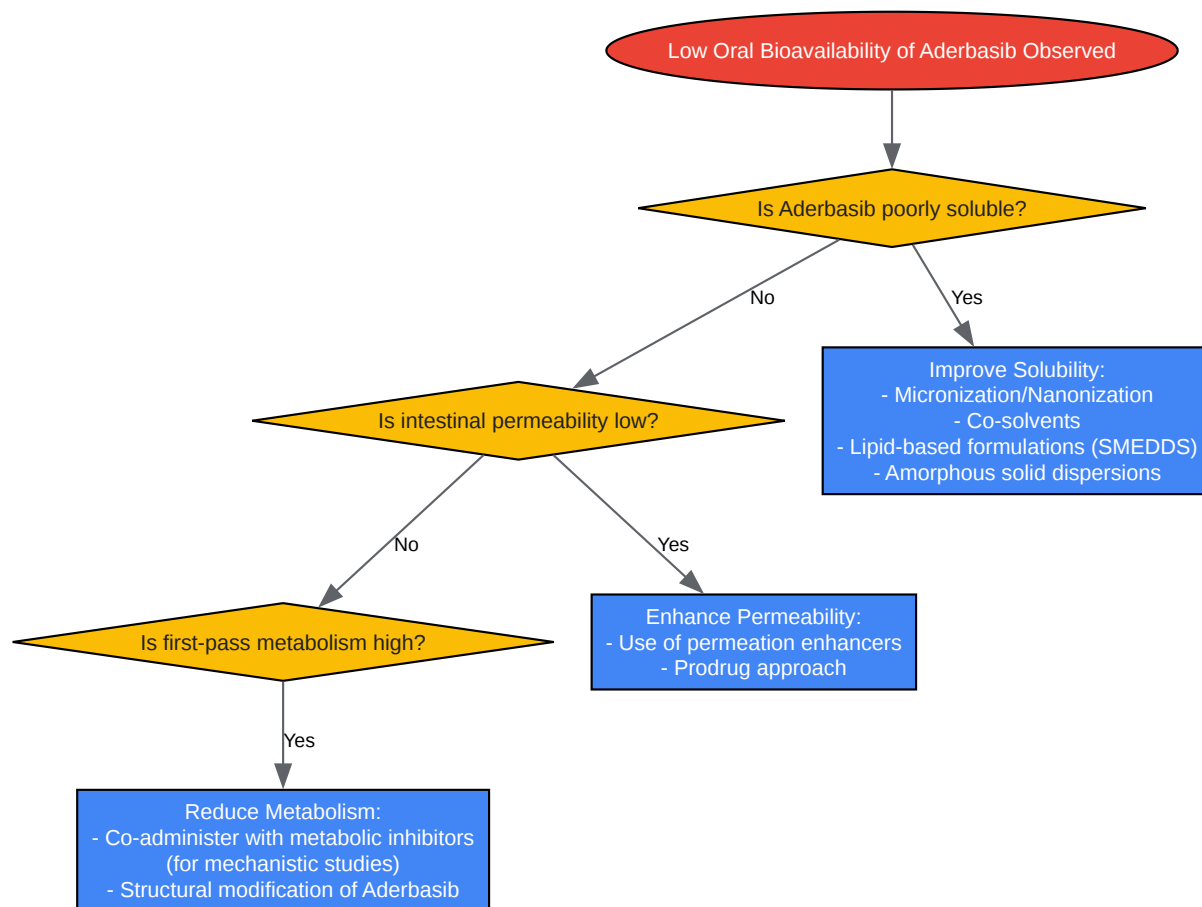 Low Oral Bioavailability of Aderbasib Observed
Is Aderbasib poorly soluble?
No
Yes
Improve Solubility:
- Micronization/Nanonization
- Co-solvents
- Lipid-based formulations (SMEDDS)
- Amorphous solid dispersions
Is intestinal permeability low?
No
Yes
Enhance Permeability:
- Use of permeation enhancers
- Prodrug approach
Is first-pass metabolism high?
Yes
Reduce Metabolism:
- Co-administer with metabolic inhibitors
(for mechanistic studies)
- Structural modification of Aderbasib